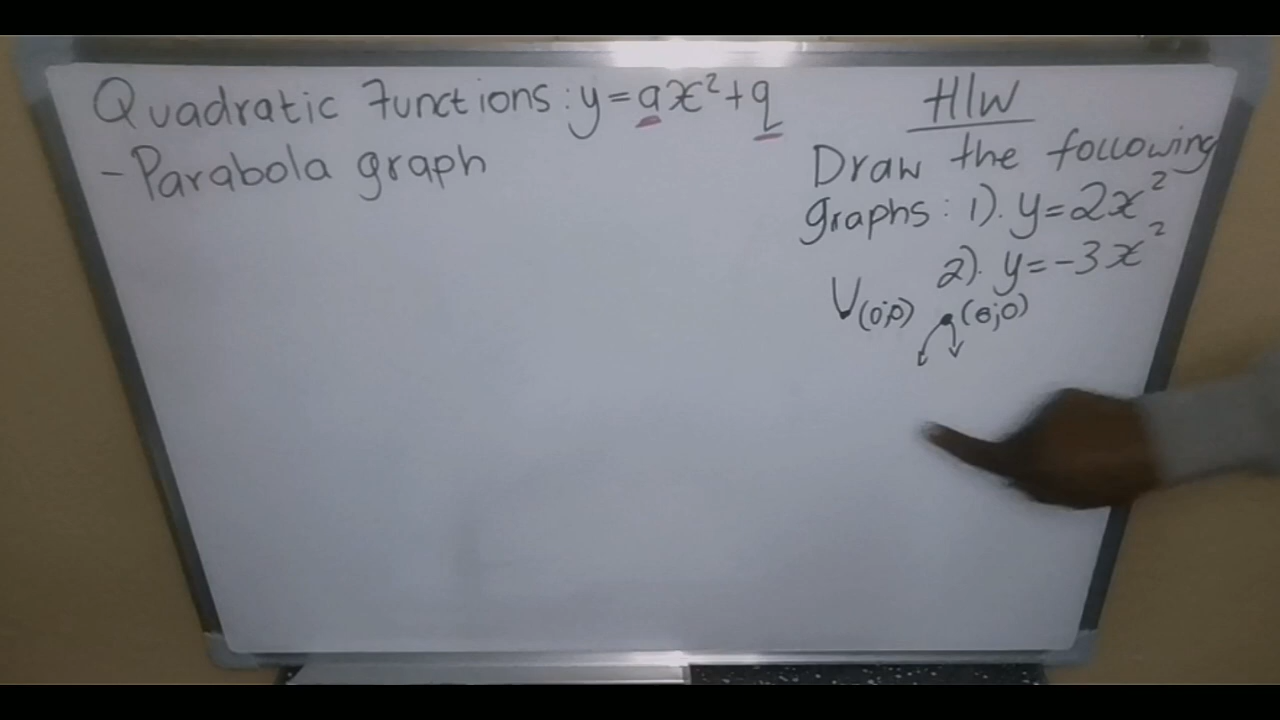 Quadratic Functions: y=ax²+q
- Parabola graph
H/W
Draw the following
graphs: 1). y=2x²
2). y=-3x²
(0;0) (0;0)